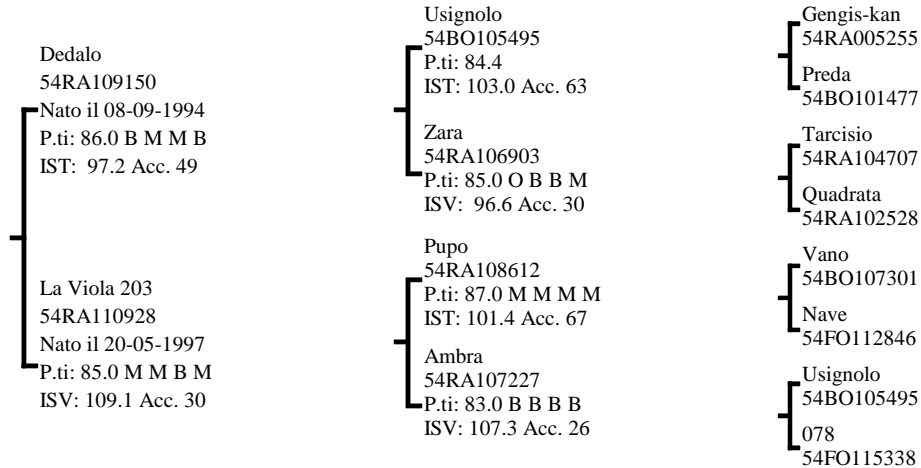 Dedalo
54RA109150
Nato il 08-09-1994
P.ti: 86.0 B M M B
IST: 97.2 Acc. 49
La Viola 203
54RA110928
Nato il 20-05-1997
P.ti: 85.0 M M B M
ISV: 109.1 Acc. 30
Usignolo
54BO105495
P.ti: 84.4
IST: 103.0 Acc. 63
Zara
54RA106903
P.ti: 85.0 O B B M
ISV: 96.6 Acc. 30
Pupo
54RA108612
P.ti: 87.0 M M M M
IST: 101.4 Acc. 67
Ambra
54RA107227
P.ti: 83.0 B B B B
ISV: 107.3 Acc. 26
Gengis-kan
54RA005255
Preda
54BO101477
Tarcisio
54RA104707
Quadrata
54RA102528
Vano
54BO107301
Nave
54FO112846
Usignolo
54BO105495
078
54FO115338